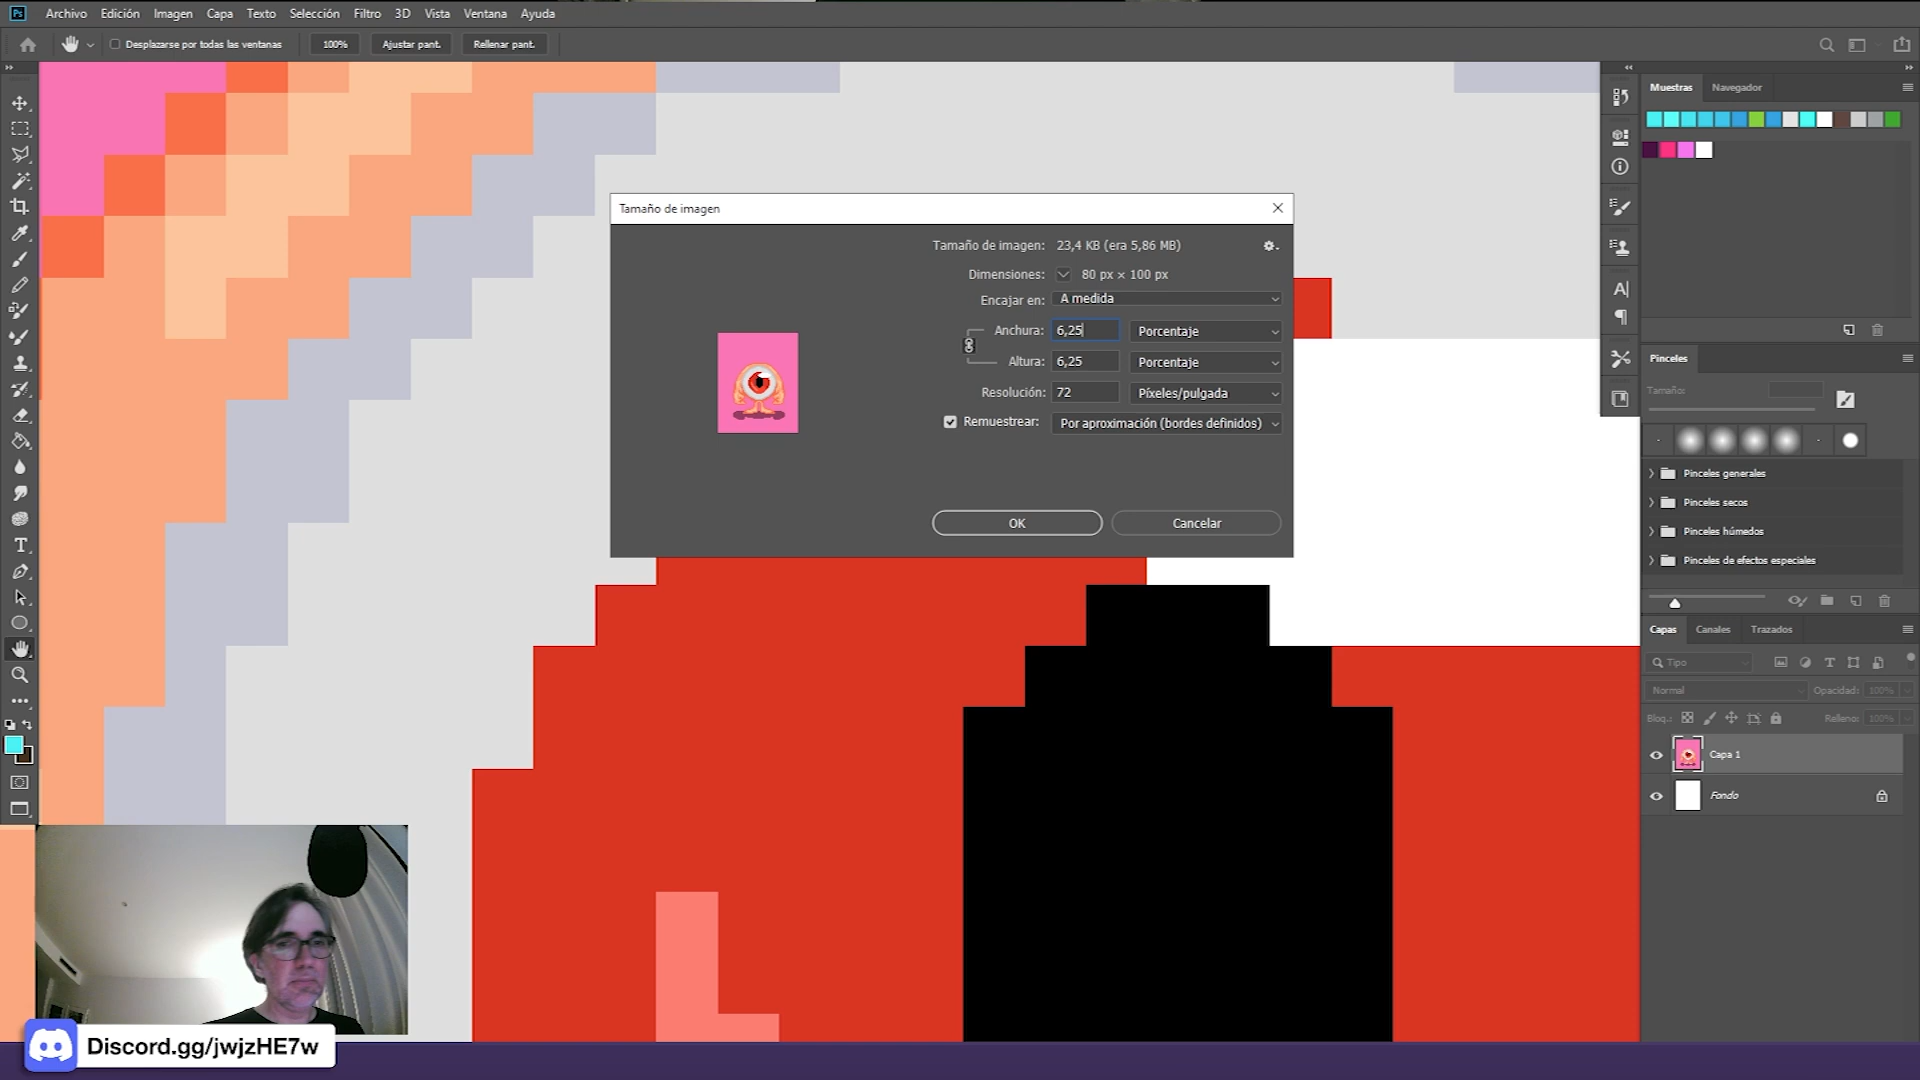 Ps Archivo Edición Imagen Capa Texto Selección Filtro 3D Vista Ventana Ayuda
Desplazarse por todas las ventanas 100% Ajustar pant. Rellenar pant.
Muestras Navegador
Tamaño de imagen
Tamaño de imagen: 23,4 KB (era 5,86 MB)
Dimensiones: 80 px × 100 px
Encajar en: A medida
Anchura: 6,25 Porcentaje
Altura: 6,25 Porcentaje
Resolución: 72 Píxeles/pulgada
Remuestrear: Por aproximación (bordes definidos)
OK Cancelar
Pinceles
Tamaño:
Pinceles generales
Pinceles secos
Pinceles húmedos
Pinceles de efectos especiales
Capas Canales Trazados
Tipo
Normal Opacidad: 100%
Bloq.: Relleno: 100%
Capa 1
Fondo
Discord.gg/jwjzHE7w